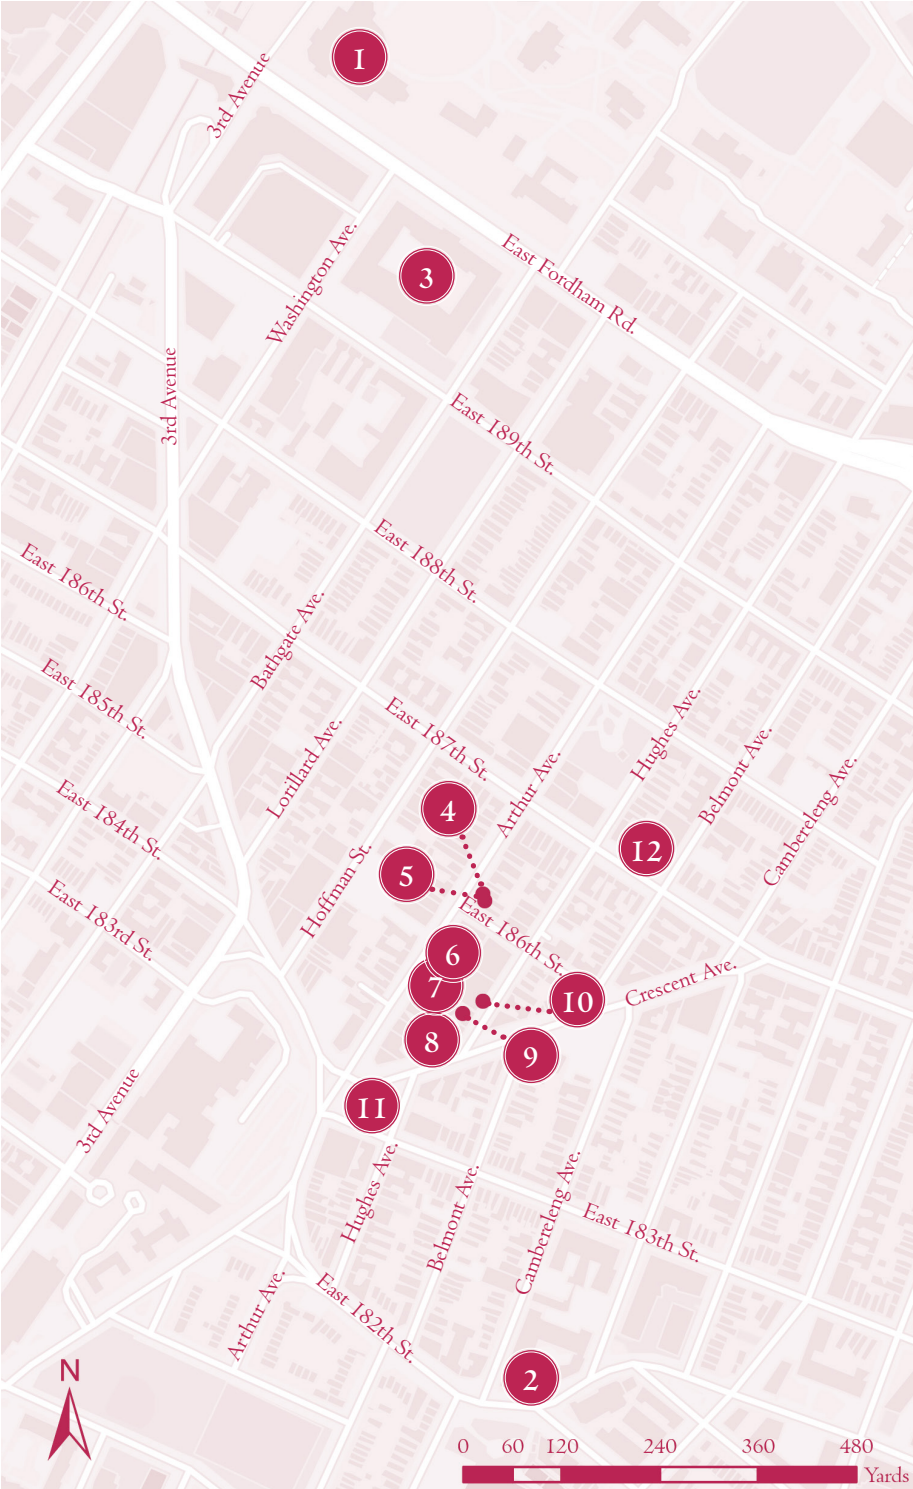 1
3rd Avenue
Washington Ave.
3
East Fordham Rd.
3rd Avenue
East 189th St.
East 188th St.
East 186th St.
Bathgate Ave.
East 185th St.
Lorillard Ave.
East 187th St.
Hughes Ave.
Belmont Ave.
Arthur Ave.
Cambereleng Ave.
East 184th St.
4
12
5
Hoffman St.
East 183rd St.
East 186th St.
6
7
Crescent Ave.
10
8
9
11
3rd Avenue
Hughes Ave.
Belmont Ave.
Cambereleng Ave.
East 183th St.
Arthur Ave.
East 182th St.
2
N
0 60 120 240 360 480
Yards